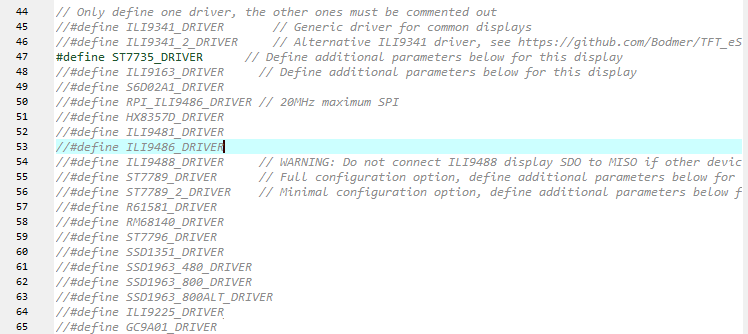 44 // Only define one driver, the other ones must be commented out
45 //#define ILI9341_DRIVER // Generic driver for common displays
46 //#define ILI9341_2_DRIVER // Alternative ILI9341 driver, see https://github.com/Bodmer/TFT_eS
47 #define ST7735_DRIVER // Define additional parameters below for this display
48 //#define ILI9163_DRIVER // Define additional parameters below for this display
49 //#define S6D02A1_DRIVER
50 //#define RPI_ILI9486_DRIVER // 20MHz maximum SPI
51 //#define HX8357D_DRIVER
52 //#define ILI9481_DRIVER
53 //#define ILI9486_DRIVER
54 //#define ILI9488_DRIVER // WARNING: Do not connect ILI9488 display SDO to MISO if other devic
55 //#define ST7789_DRIVER // Full configuration option, define additional parameters below for
56 //#define ST7789_2_DRIVER // Minimal configuration option, define additional parameters below f
57 //#define R61581_DRIVER
58 //#define RM68140_DRIVER
59 //#define ST7796_DRIVER
60 //#define SSD1351_DRIVER
61 //#define SSD1963_480_DRIVER
62 //#define SSD1963_800_DRIVER
63 //#define SSD1963_800ALT_DRIVER
64 //#define ILI9225_DRIVER
65 //#define GC9A01_DRIVER